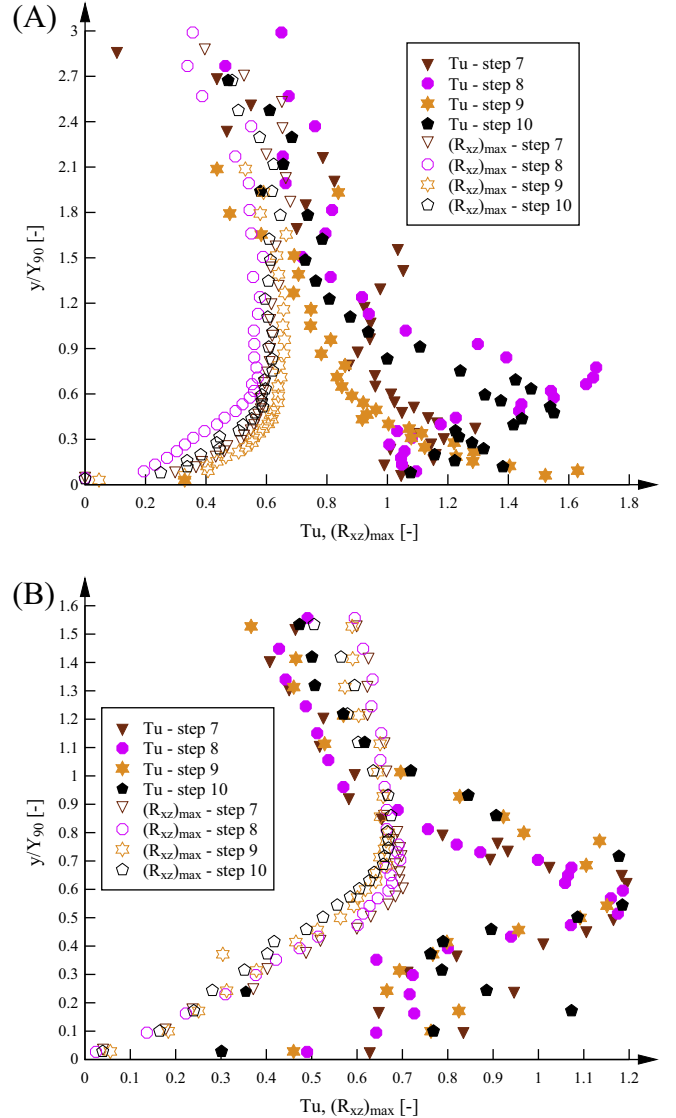 (A)
y/Y90 [-]
3
2.7
2.4
2.1
1.8
1.5
1.2
0.9
0.6
0.3
0
0
0.2
0.4
0.6
0.8
1
1.2
1.4
1.6
1.8
Tu, (Rxz)max [-]
Tu - step 7
Tu - step 8
Tu - step 9
Tu - step 10
(Rxz)max - step 7
(Rxz)max - step 8
(Rxz)max - step 9
(Rxz)max - step 10
(B)
y/Y90 [-]
1.6
1.5
1.4
1.3
1.2
1.1
1
0.9
0.8
0.7
0.6
0.5
0.4
0.3
0.2
0.1
0
0
0.1
0.2
0.3
0.4
0.5
0.6
0.7
0.8
0.9
1
1.1
1.2
Tu, (Rxz)max [-]
Tu - step 7
Tu - step 8
Tu - step 9
Tu - step 10
(Rxz)max - step 7
(Rxz)max - step 8
(Rxz)max - step 9
(Rxz)max - step 10